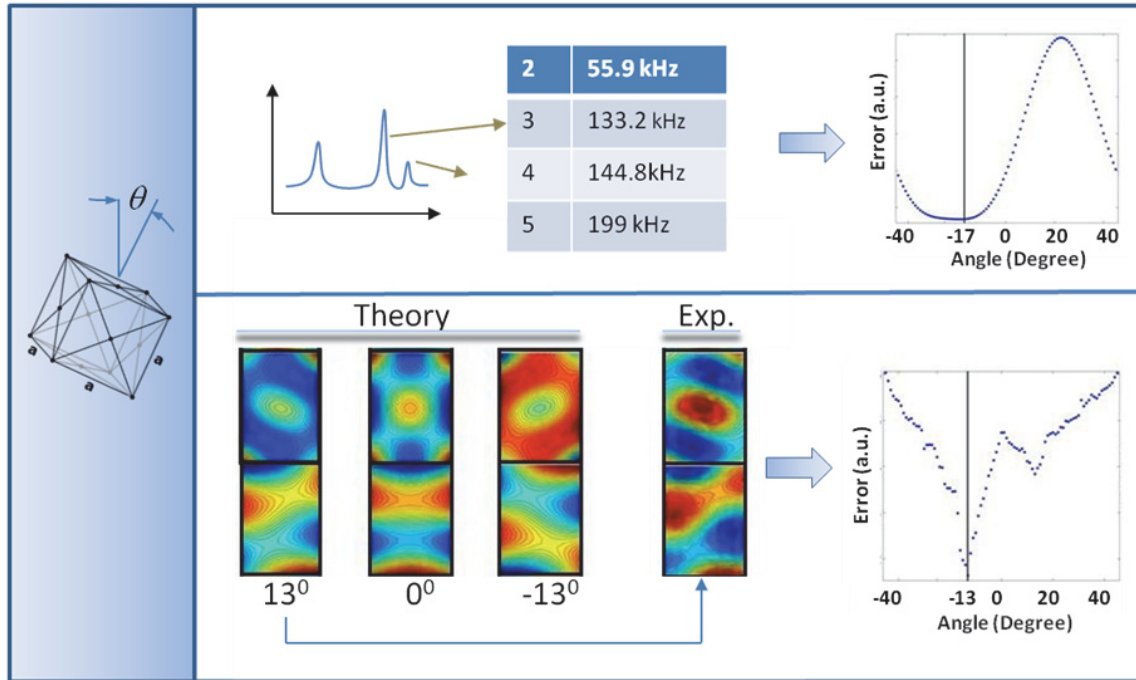 θ
a
a
a
2 55.9 kHz
3 133.2 kHz
4 144.8kHz
5 199 kHz
Error (a.u.)
-40 -17 0 20 40
Angle (Degree)
Theory
Exp.
13⁰ 0⁰ -13⁰
Error (a.u.)
-40 -13 0 20 40
Angle (Degree)